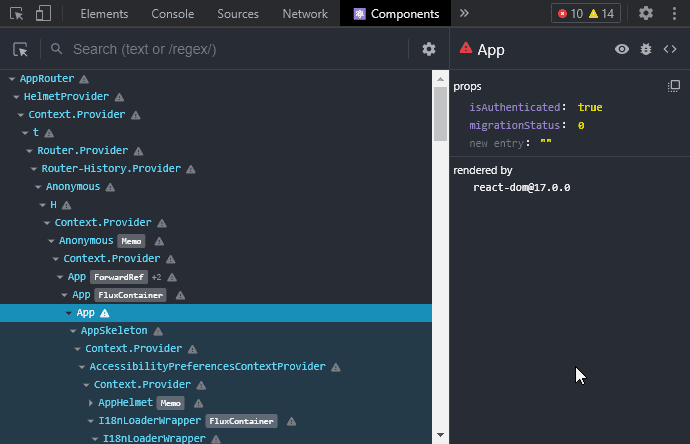 Elements Console Sources Network Components » 10 14
Search (text or /regex/)
AppRouter
HelmetProvider
Context.Provider
t
Router.Provider
Router-History.Provider
Anonymous
H
Context.Provider
Anonymous Memo
Context.Provider
App ForwardRef +2
App FluxContainer
App
AppSkeleton
Context.Provider
AccessibilityPreferencesContextProvider
Context.Provider
AppHelmet Memo
I18nLoaderWrapper FluxContainer
I18nLoaderWrapper
App
props
isAuthenticated: true
migrationStatus: 0
new entry: ""
rendered by
react-dom@17.0.0